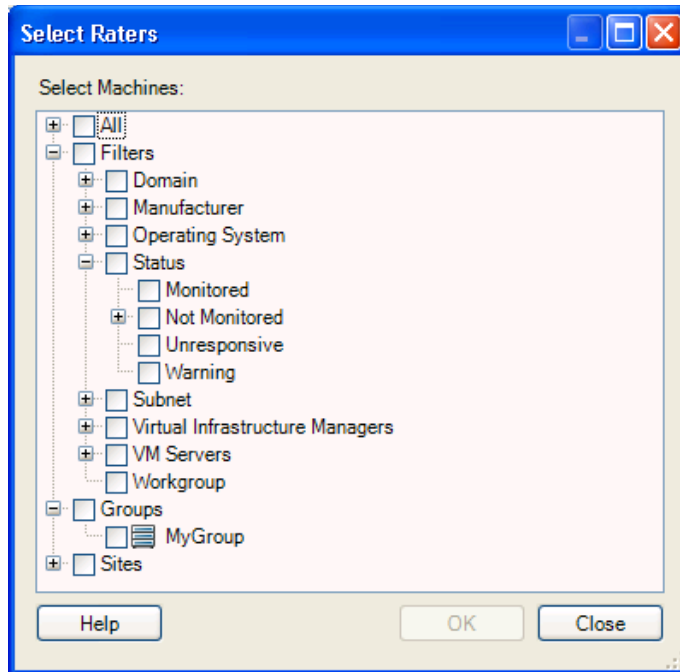 Select Raters
Select Machines:
All
Filters
Domain
Manufacturer
Operating System
Status
Monitored
Not Monitored
Unresponsive
Warning
Subnet
Virtual Infrastructure Managers
VM Servers
Workgroup
Groups
MyGroup
Sites
Help OK Close